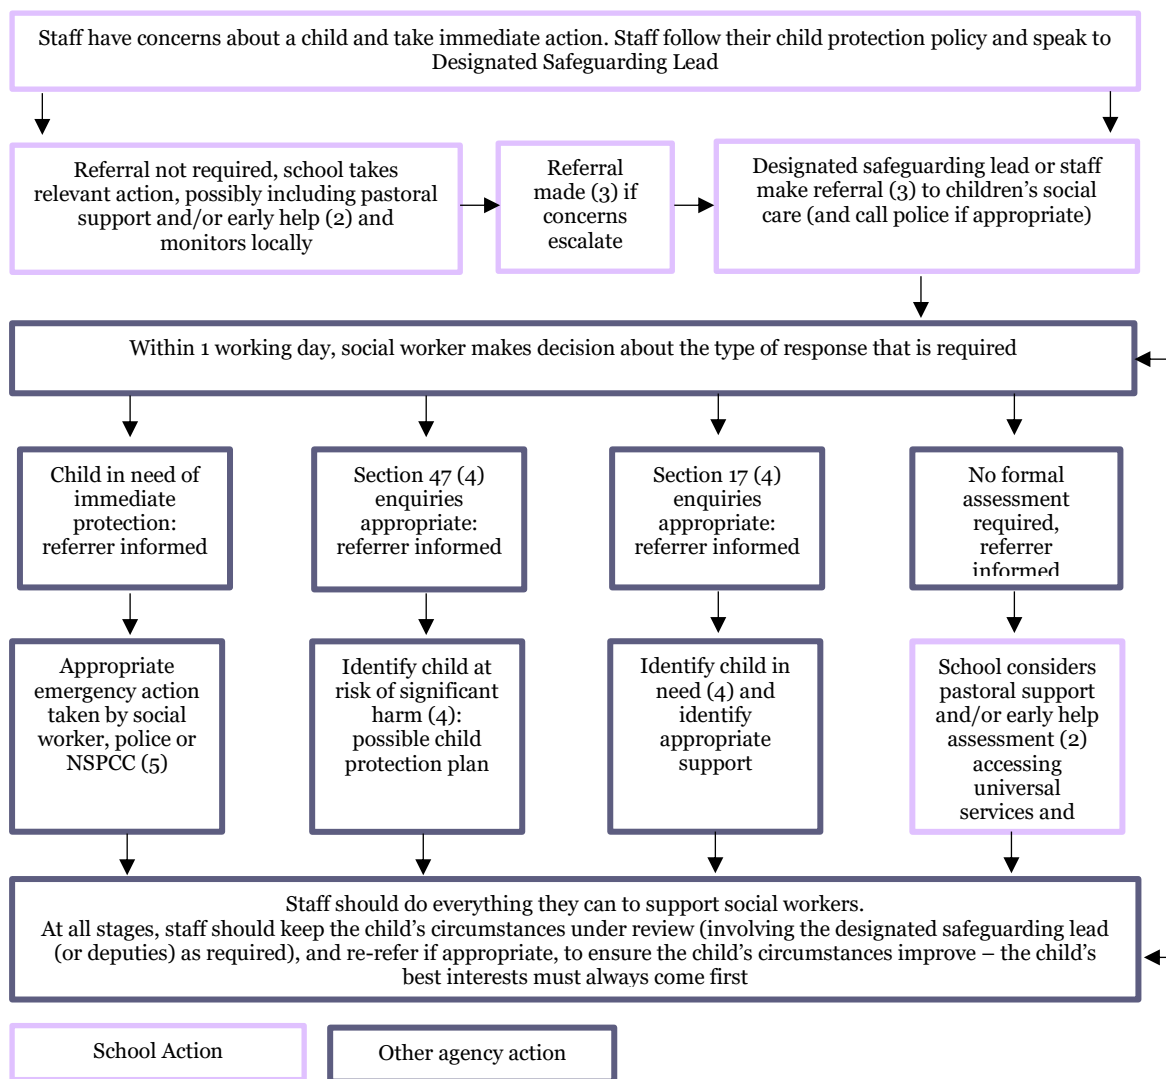 Staff have concerns about a child and take immediate action. Staff follow their child protection policy and speak to
Designated Safeguarding Lead
Referral not required, school takes
relevant action, possibly including pastoral
support and/or early help (2) and
monitors locally
Referral
made (3) if
concerns
escalate
Designated safeguarding lead or staff
make referral (3) to children’s social
care (and call police if appropriate)
Within 1 working day, social worker makes decision about the type of response that is required
Child in need of
immediate
protection:
referrer informed
Section 47 (4)
enquiries
appropriate:
referrer informed
Section 17 (4)
enquiries
appropriate:
referrer informed
No formal
assessment
required,
referrer
informed
Appropriate
emergency action
taken by social
worker, police or
NSPCC (5)
Identify child at
risk of significant
harm (4):
possible child
protection plan
Identify child in
need (4) and
identify
appropriate
support
School considers
pastoral support
and/or early help
assessment (2)
accessing
universal
services and
Staff should do everything they can to support social workers.
At all stages, staff should keep the child’s circumstances under review (involving the designated safeguarding lead
(or deputies) as required), and re-refer if appropriate, to ensure the child’s circumstances improve – the child’s
best interests must always come first
School Action
Other agency action